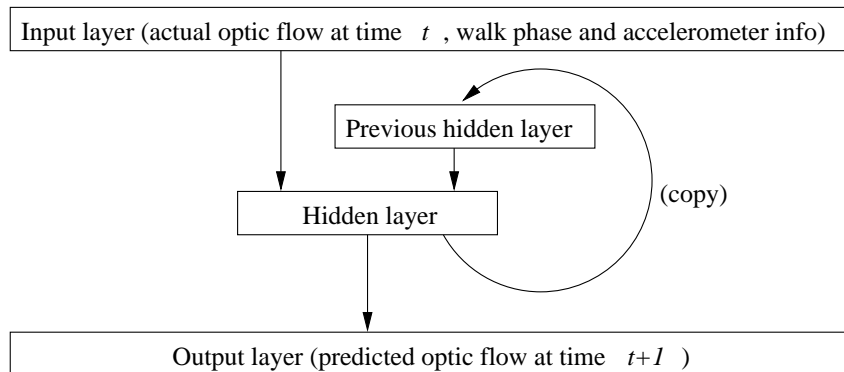 Input layer (actual optic flow at time t , walk phase and accelerometer info)
Previous hidden layer
(copy)
Hidden layer
Output layer (predicted optic flow at time t+1 )